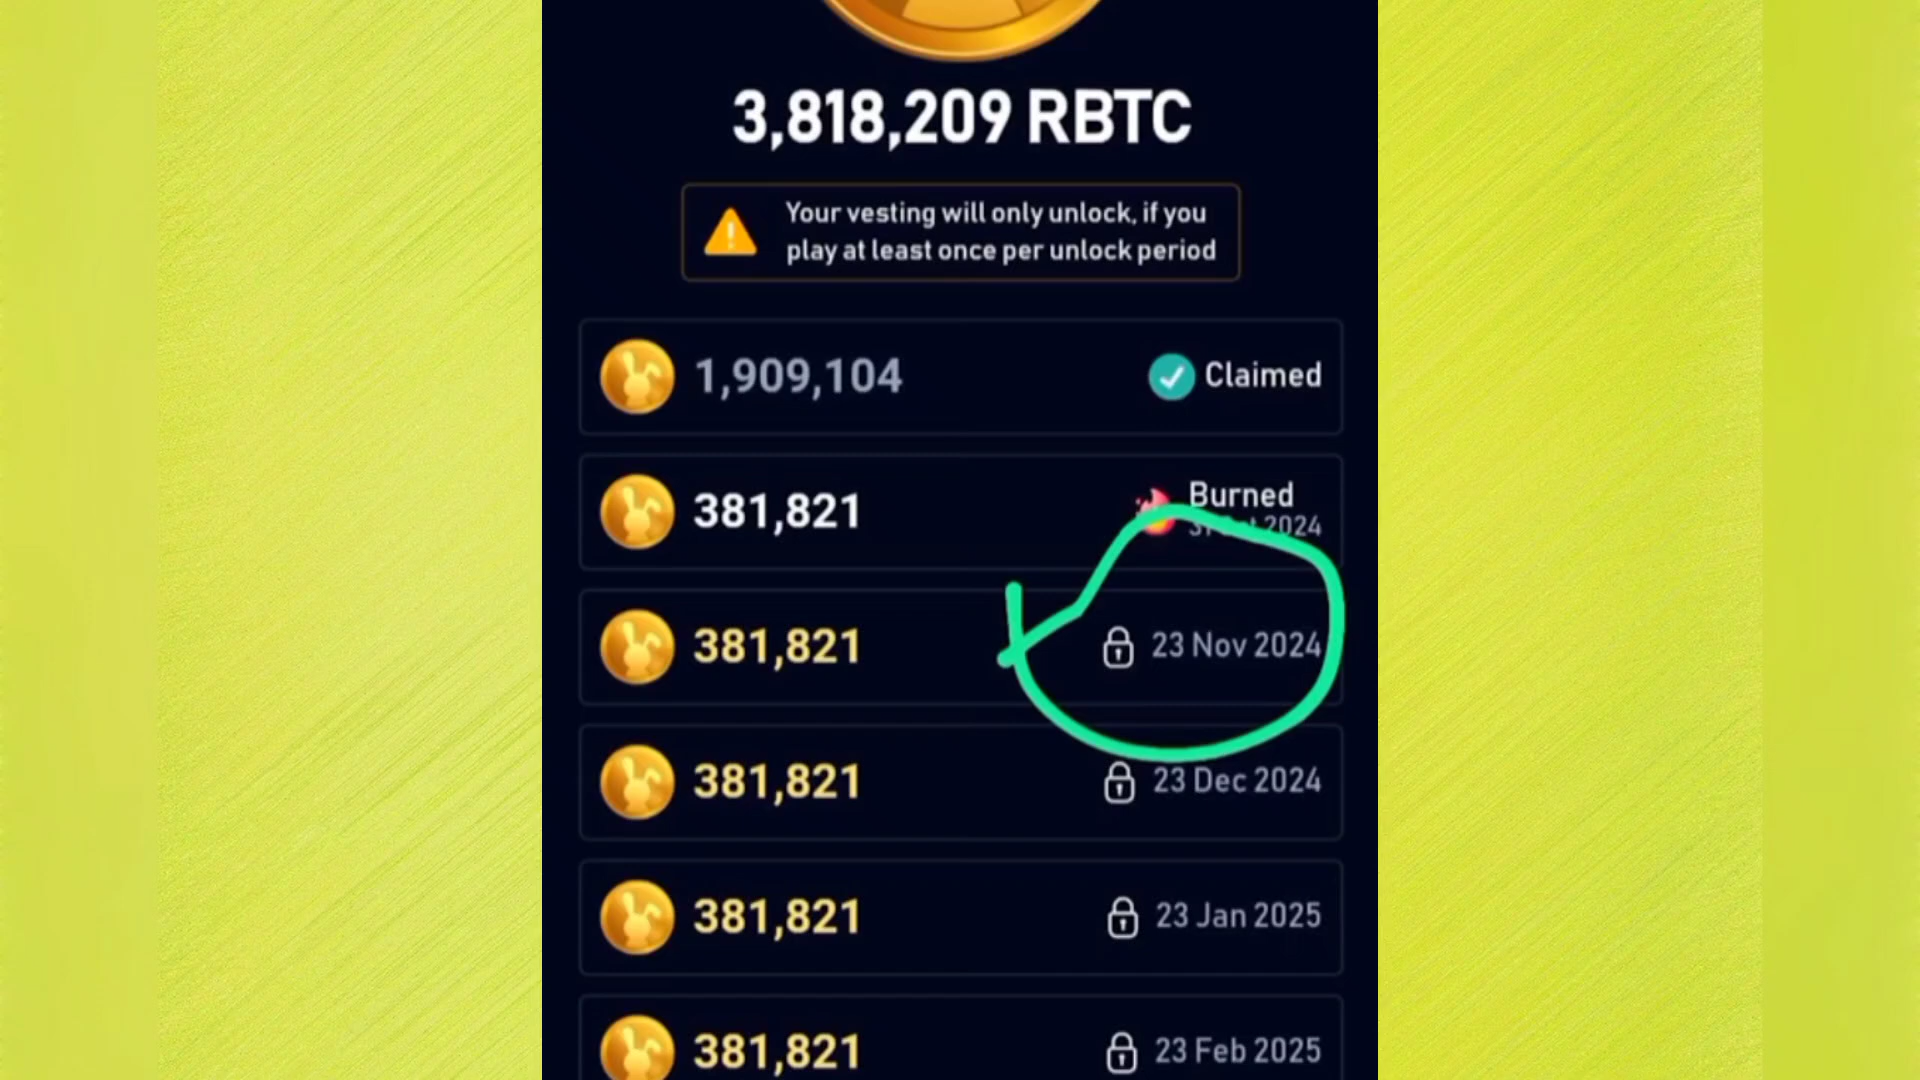 3,818,209 RBTC
Your vesting will only unlock, if you
play at least once per unlock period
1,909,104 Claimed
381,821 Burned
2024
381,821 23 Nov 2024
381,821 23 Dec 2024
381,821 23 Jan 2025
381,821 23 Feb 2025